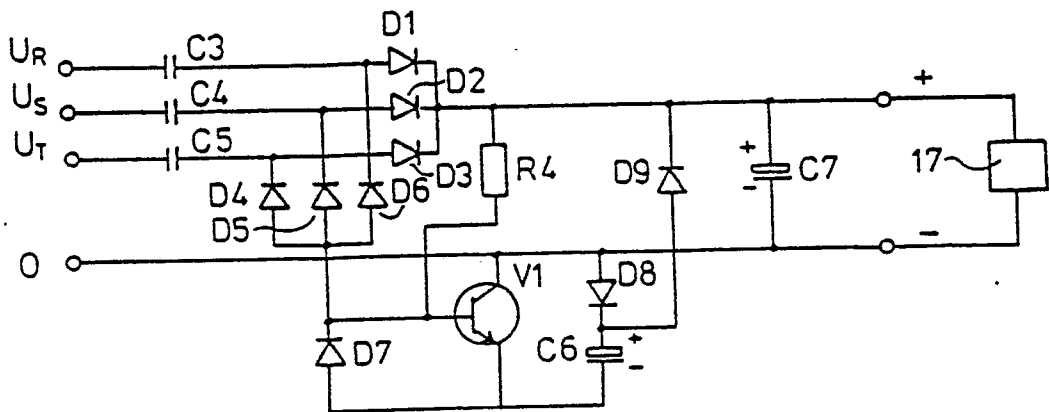 D1
U_R
C3
D2
U_S
C4
+
U_T
C5
D3
R4
D9
+
-
C7
17
D4
D5
D6
0
-
V1
D8
D7
C6
+
-